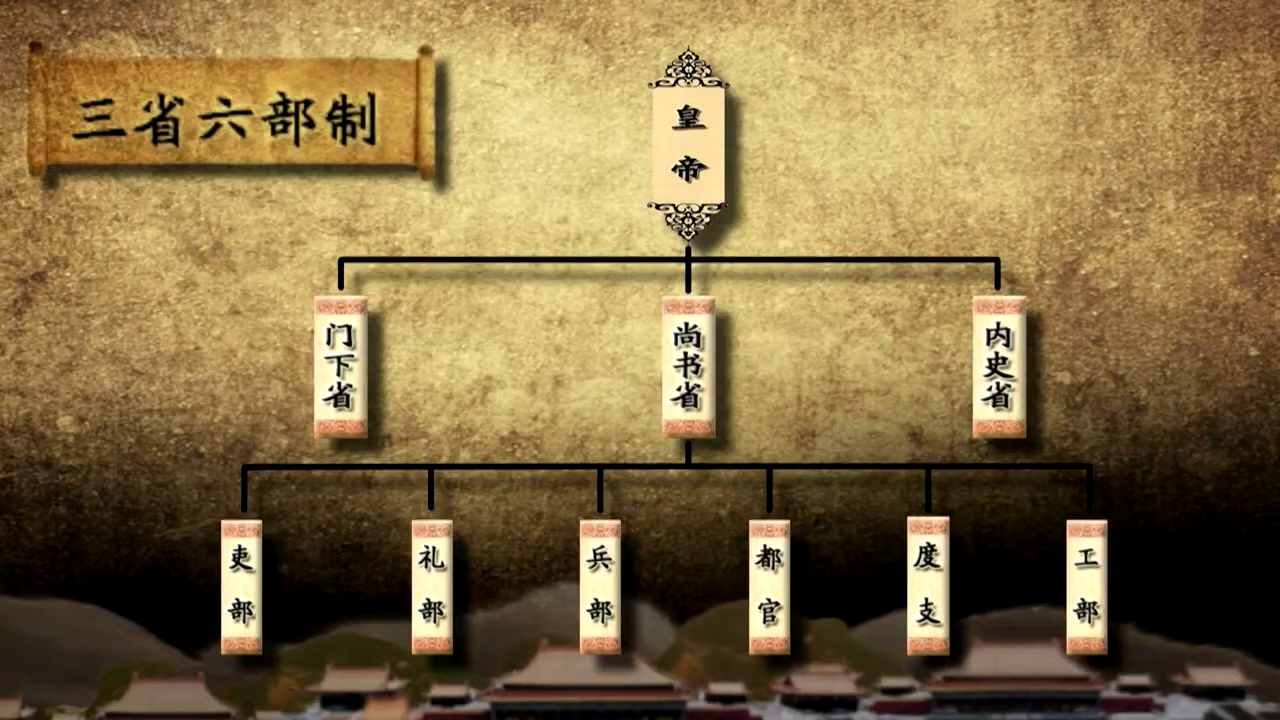 三省六部制
皇帝
门下省
尚书省
内史省
吏部
礼部
兵部
都官
度支
工部